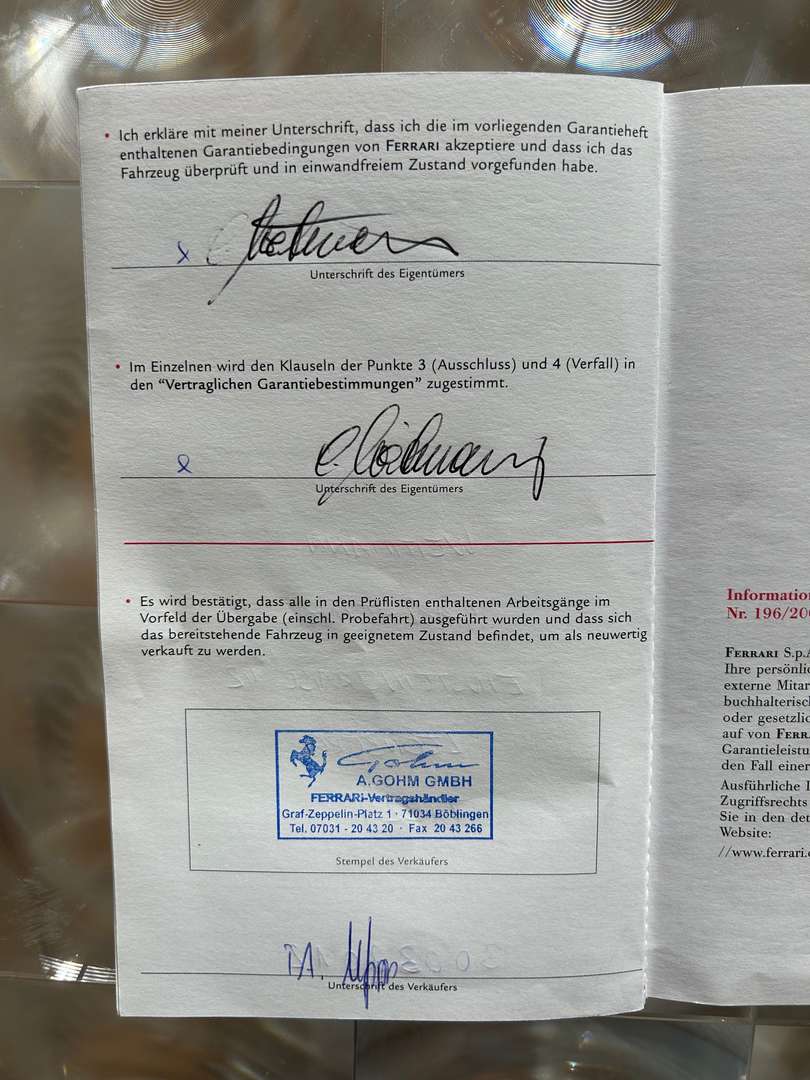 • Ich erkläre mit meiner Unterschrift, dass ich die im vorliegenden Garantieheft
enthaltenen Garantiebedingungen von FERRARI akzeptiere und dass ich das
Fahrzeug überprüft und in einwandfreiem Zustand vorgefunden habe.
x
Unterschrift des Eigentümers
• Im Einzelnen wird den Klauseln der Punkte 3 (Ausschluss) und 4 (Verfall) in
den “Vertraglichen Garantiebestimmungen” zugestimmt.
x
Unterschrift des Eigentümers
• Es wird bestätigt, dass alle in den Prüflisten enthaltenen Arbeitsgänge im
Vorfeld der Übergabe (einschl. Probefahrt) ausgeführt wurden und dass sich
das bereitstehende Fahrzeug in geeignetem Zustand befindet, um als neuwertig
verkauft zu werden.
Gohm
A.GOHM GMBH
FERRARI-Vertragshändler
Graf-Zeppelin-Platz 1 · 71034 Böblingen
Tel. 07031 - 20 43 20 · Fax 20 43 266
Stempel des Verkäufers
Unterschrift des Verkäufers
Information
Nr. 196/20
FERRARI S.p.A
Ihre persönlic
externe Mitar
buchhalterisch
oder gesetzlic
auf von FERR
Garantieleistu
den Fall einer
Ausführliche I
Zugriffsrechts
Sie in den det
Website:
//www.ferrari.